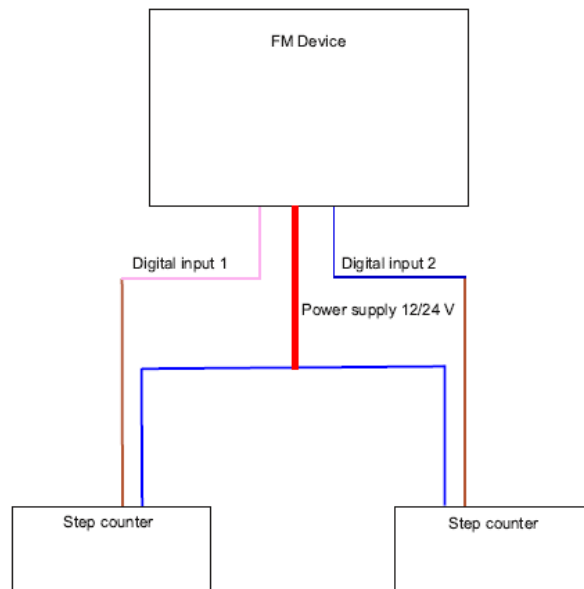 FM Device
Digital input 1
Digital input 2
Power supply 12/24 V
Step counter
Step counter